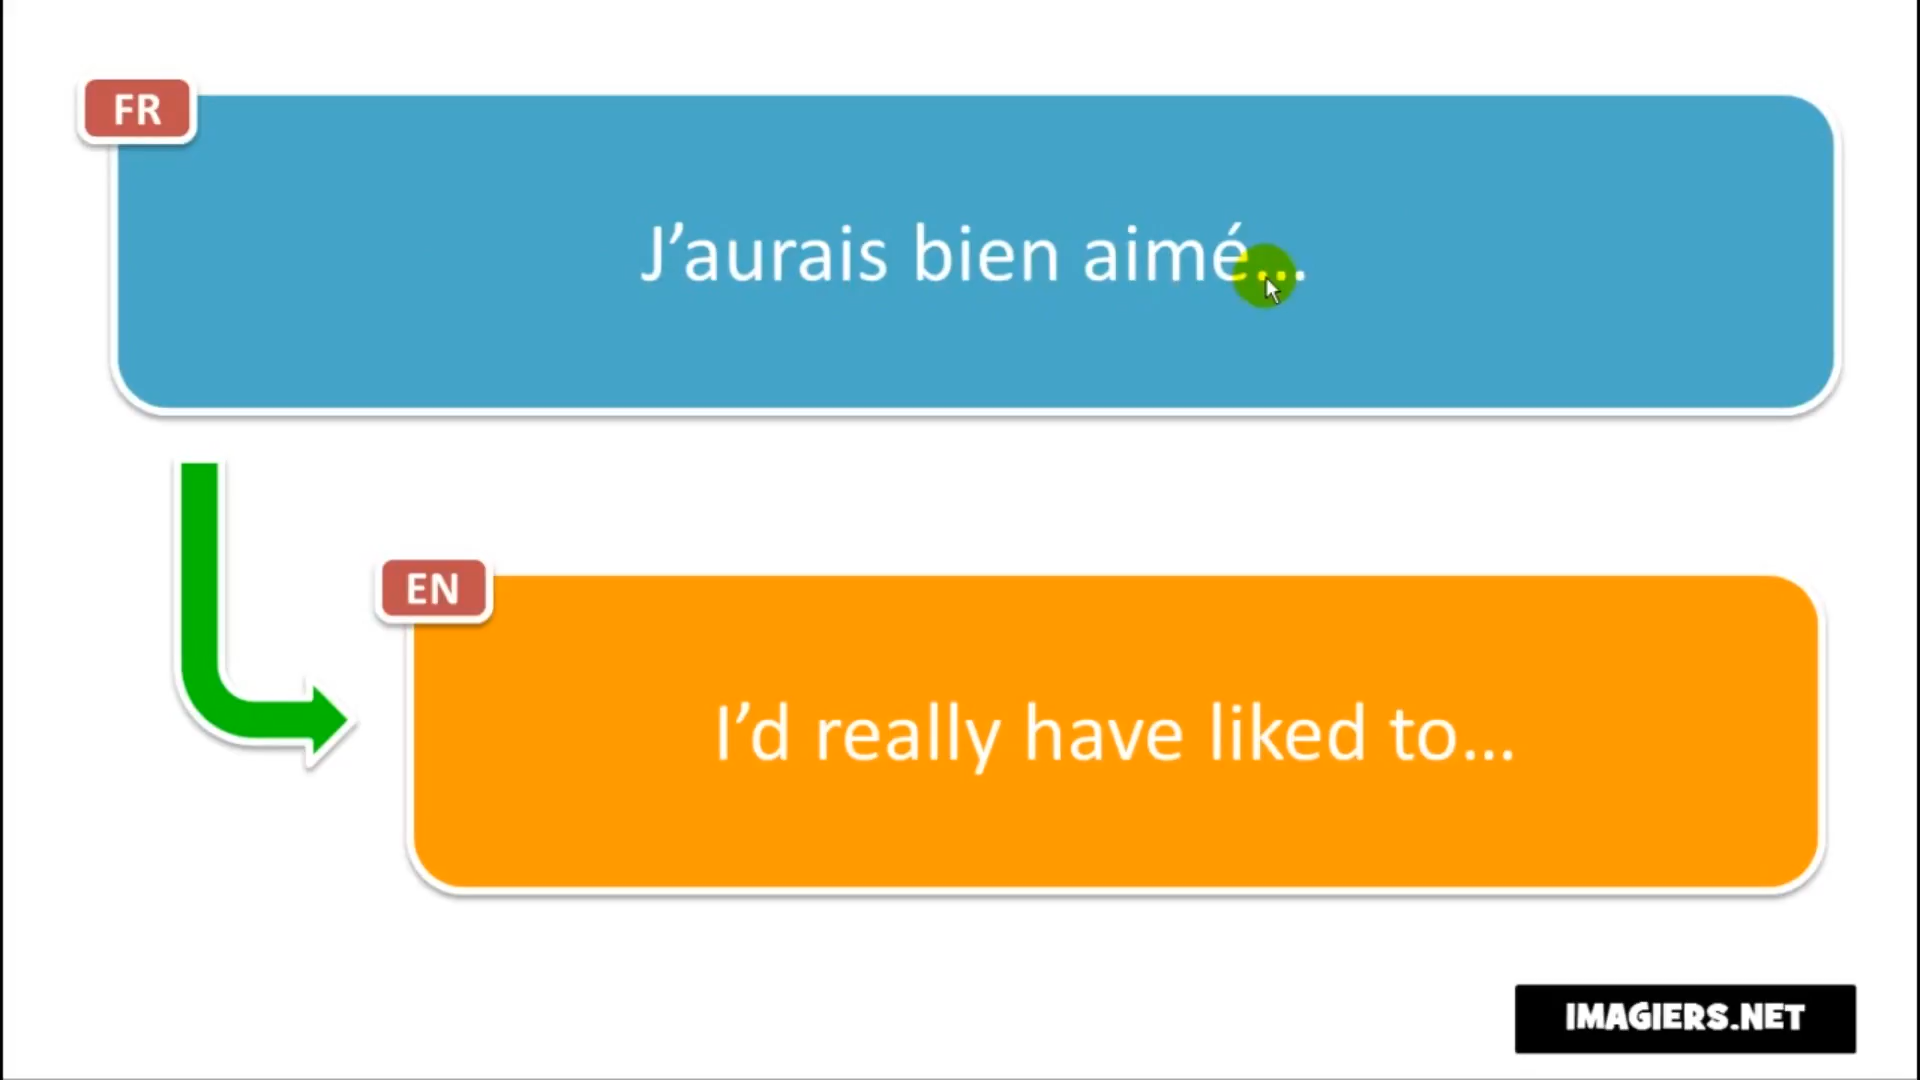 FR
J’aurais bien aimé...
EN
I’d really have liked to...
IMAGIERS.NET